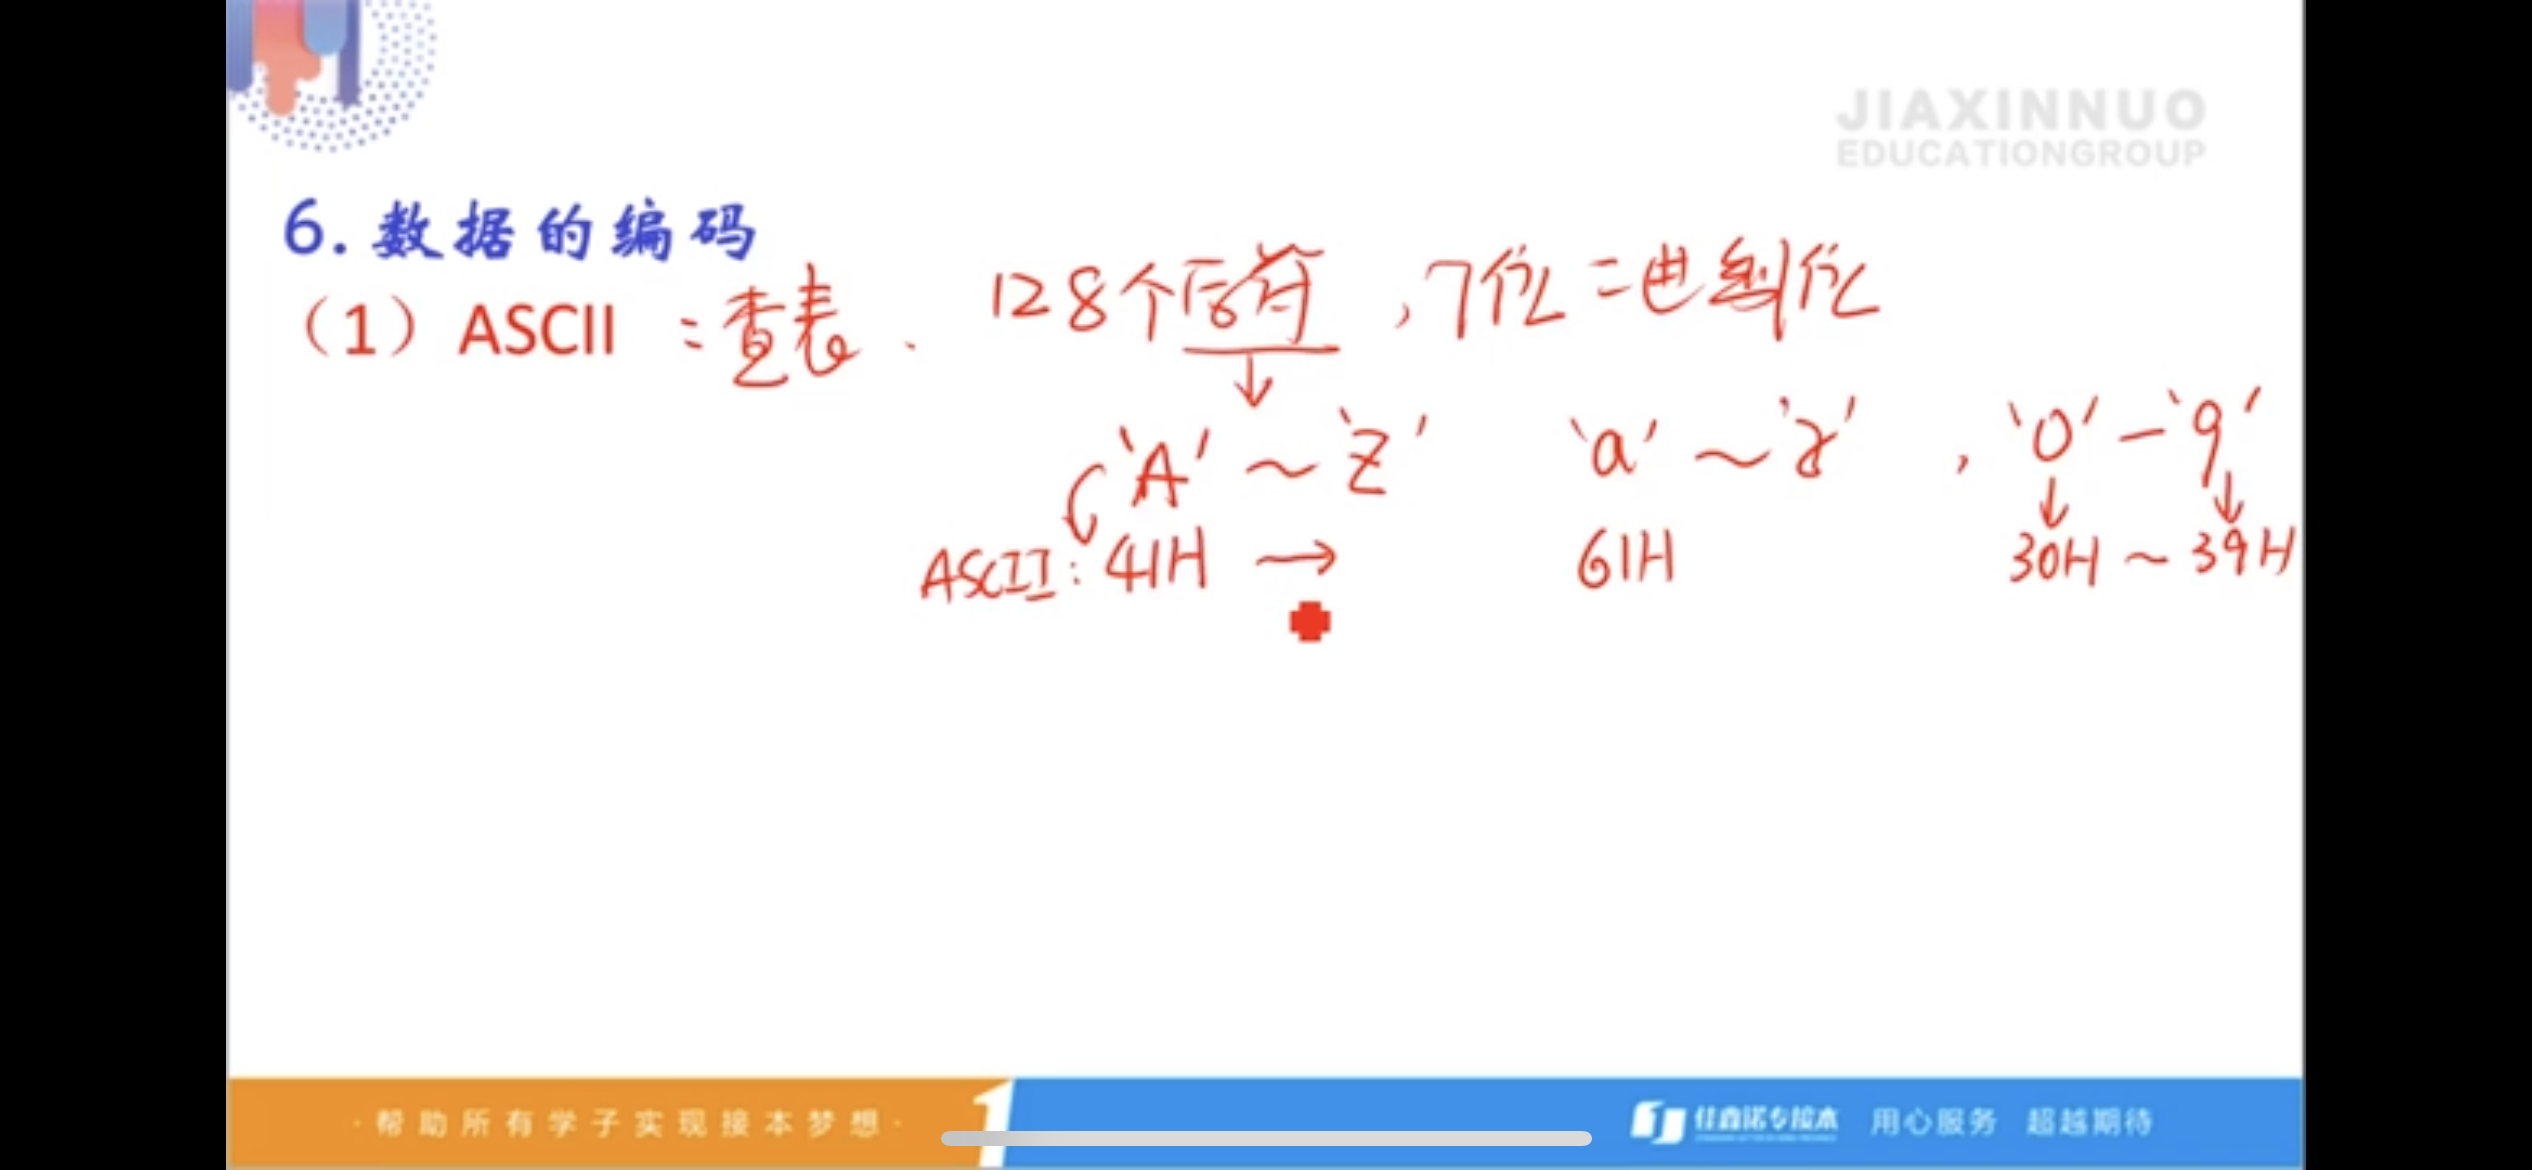 JIAXINNUO
EDUCATIONGROUP
6.数据的编码
（1）ASCII ：查表． 128个符号，7位二进制位
'A'～'Z' 'a'～'z'，'0'－'9'
ASCII：41H → 61H 30H～39H
·帮助所有学子实现接本梦想·
佳鑫诺专接本 用心服务 超越期待